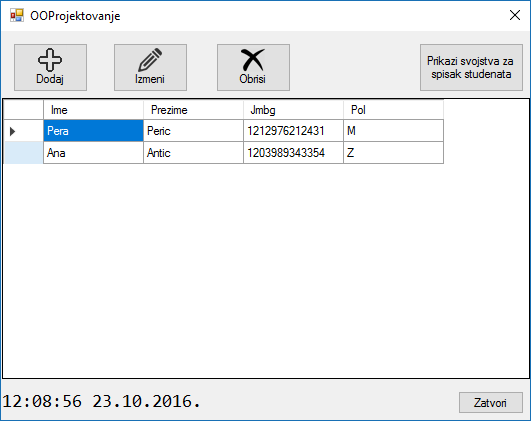 OOProjektovanje
Dodaj
Izmeni
Obrisi
Prikazi svojstva za
spisak studenata
Ime Prezime Jmbg Pol
Pera Peric 1212976212431 M
Ana Antic 1203989343354 Z
12:08:56 23.10.2016.
Zatvori